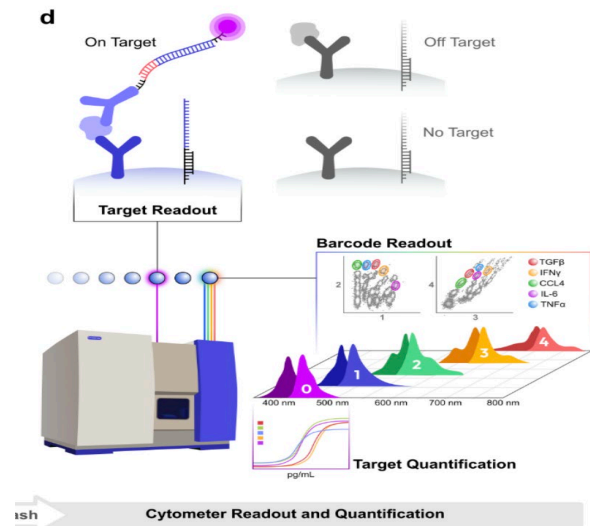 d
On Target
Off Target
No Target
Target Readout
Barcode Readout
2
1
4
3
TGFβ
IFNγ
CCL4
IL-6
TNFα
0
1
2
3
4
400 nm
500 nm
600 nm
700 nm
800 nm
pg/mL
Target Quantification
ash
Cytometer Readout and Quantification